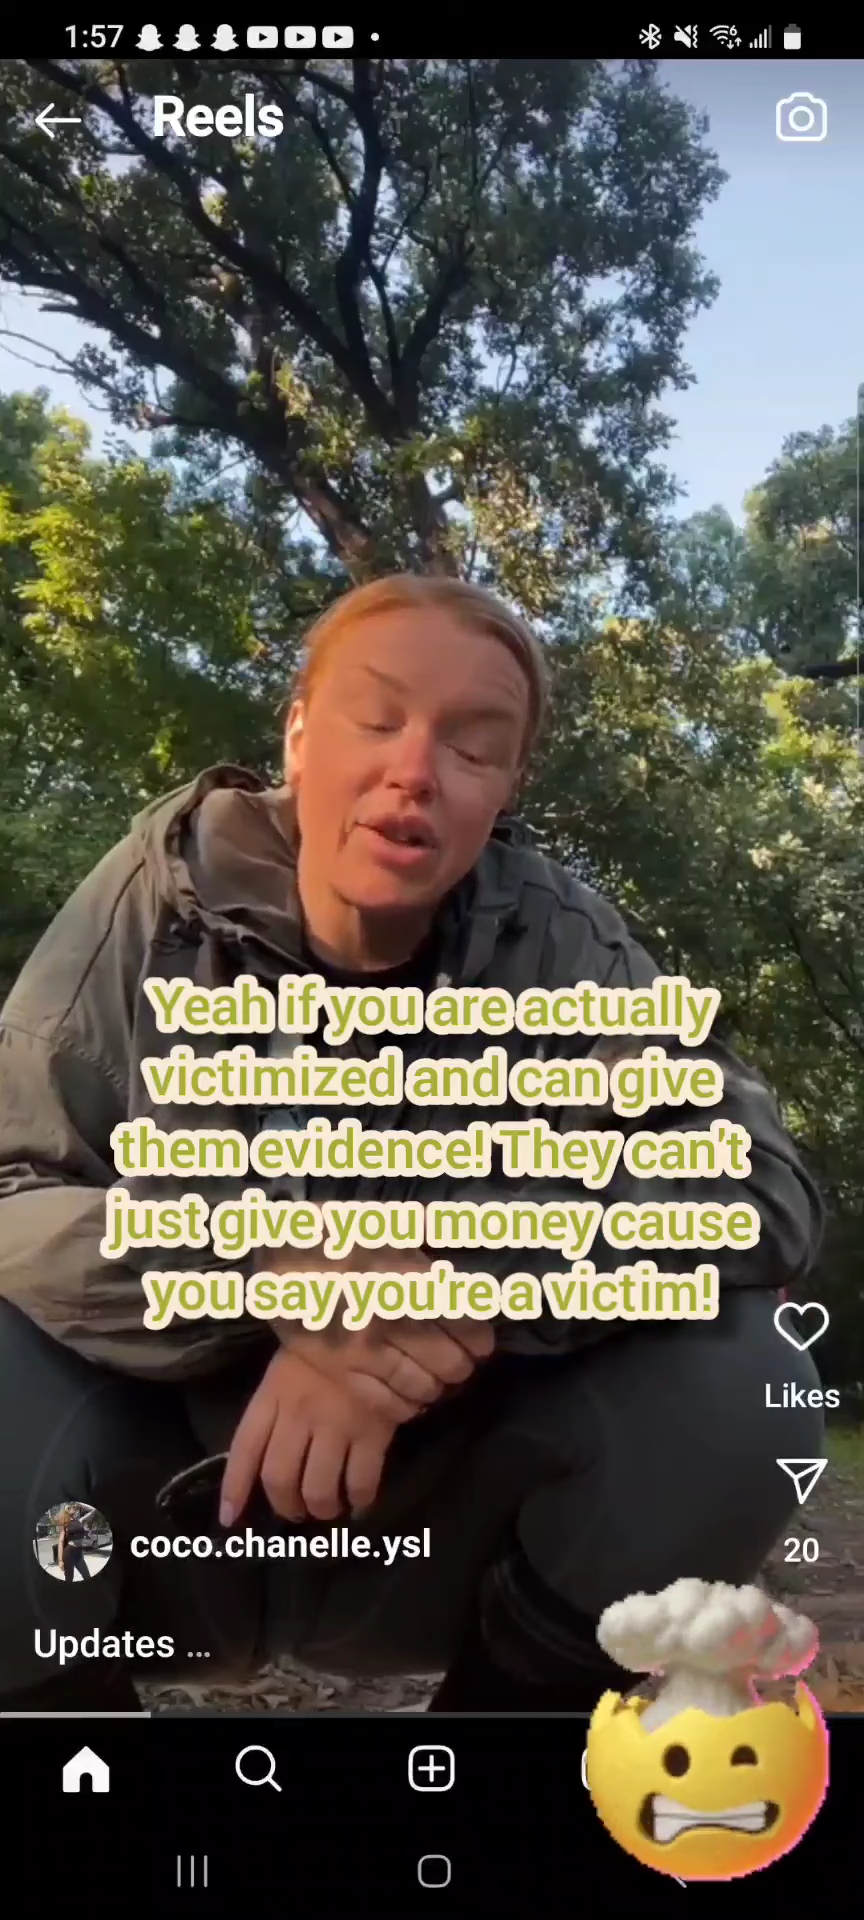 1:57
Reels
Yeah if you are actually
victimized and can give
them evidence! They can't
just give you money cause
you say you're a victim!
Likes
20
coco.chanelle.ysl
Updates ...